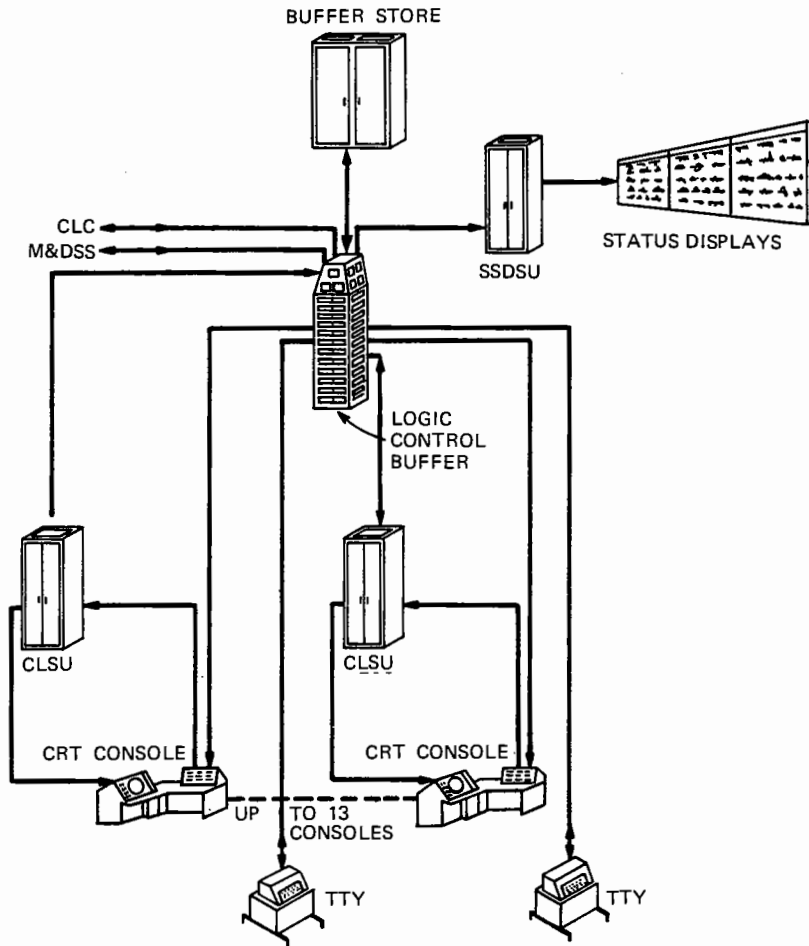 BUFFER STORE
CLC
M&DSS
SSDSU
STATUS DISPLAYS
LOGIC
CONTROL
BUFFER
CLSU
CLSU
CRT CONSOLE
CRT CONSOLE
UP TO 13
CONSOLES
TTY
TTY